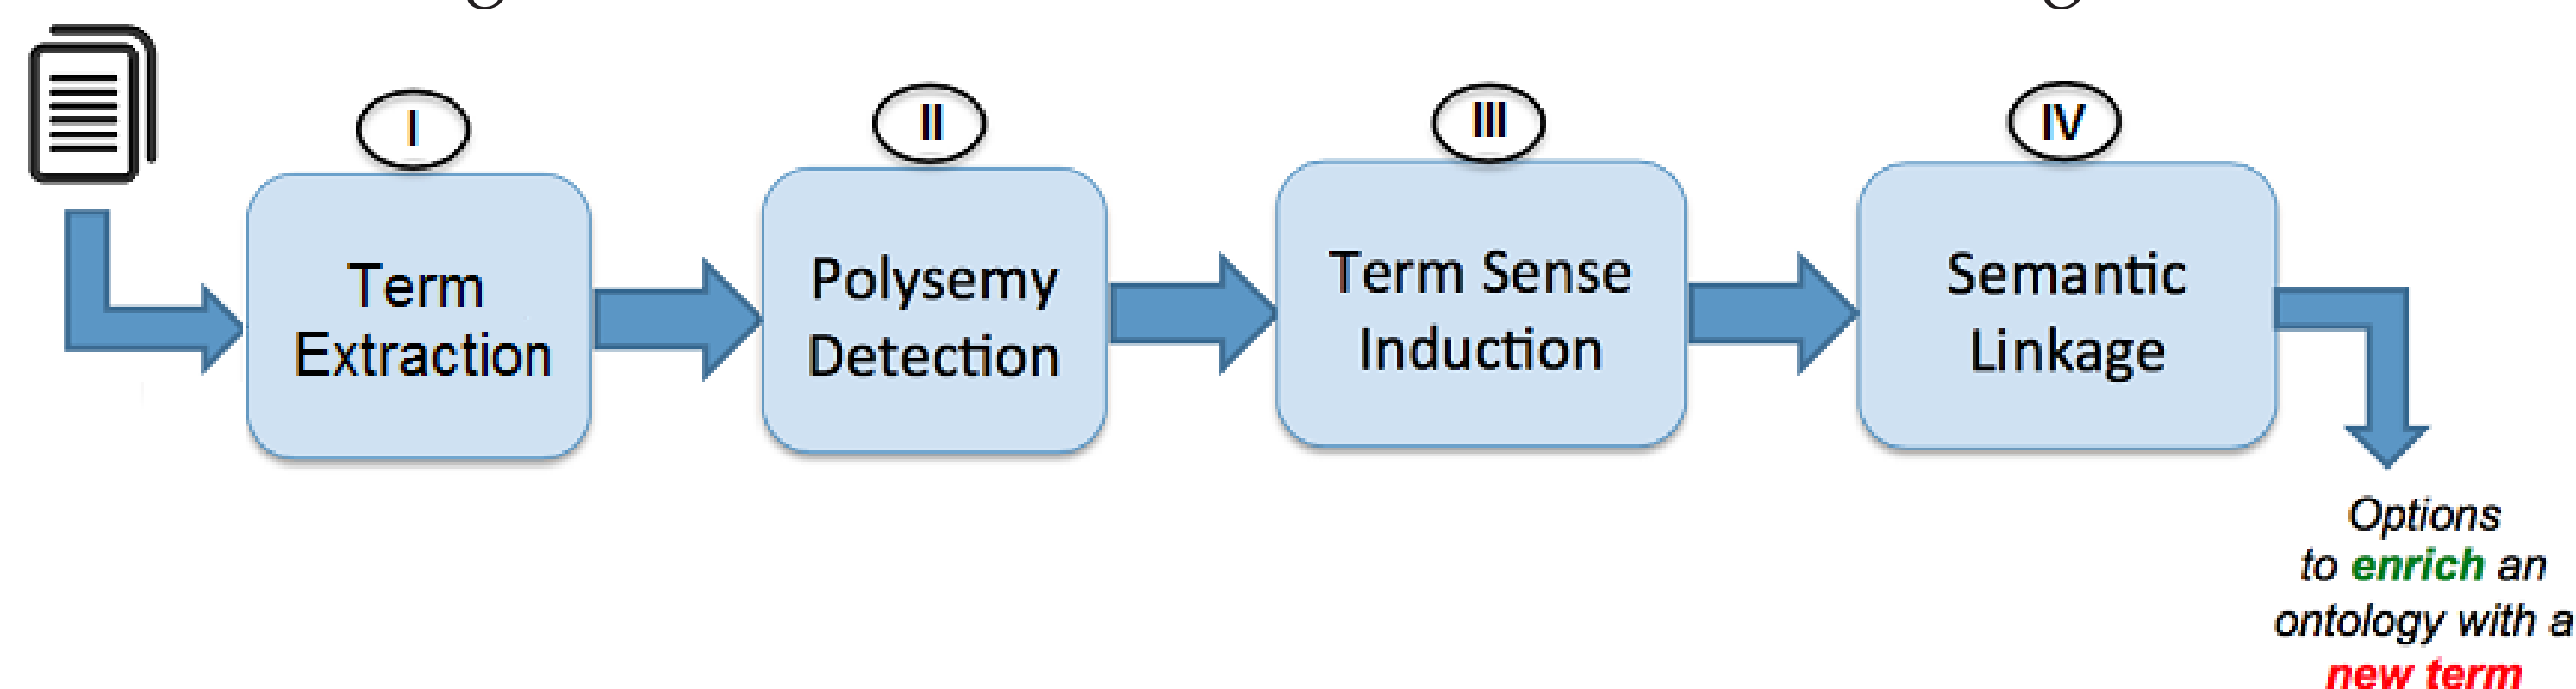 I
Term
Extraction
II
Polysemy
Detection
III
Term Sense
Induction
IV
Semantic
Linkage
Options
to enrich an
ontology with a
new term